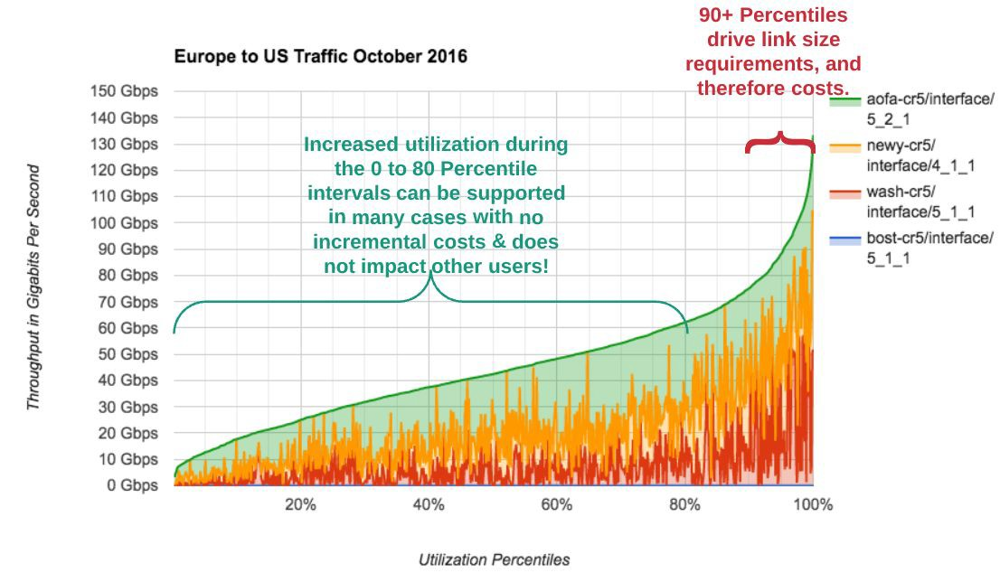 90+ Percentiles
drive link size
requirements, and
therefore costs.
Europe to US Traffic October 2016
Increased utilization during
the 0 to 80 Percentile
intervals can be supported
in many cases with no
incremental costs & does
not impact other users!
Throughput in Gigabits Per Second
150 Gbps
140 Gbps
130 Gbps
120 Gbps
110 Gbps
100 Gbps
90 Gbps
80 Gbps
70 Gbps
60 Gbps
50 Gbps
40 Gbps
30 Gbps
20 Gbps
10 Gbps
0 Gbps
20%
40%
60%
80%
100%
Utilization Percentiles
aofa-cr5/interface/
5_2_1
newy-cr5/
interface/4_1_1
wash-cr5/
interface/5_1_1
bost-cr5/interface/
5_1_1